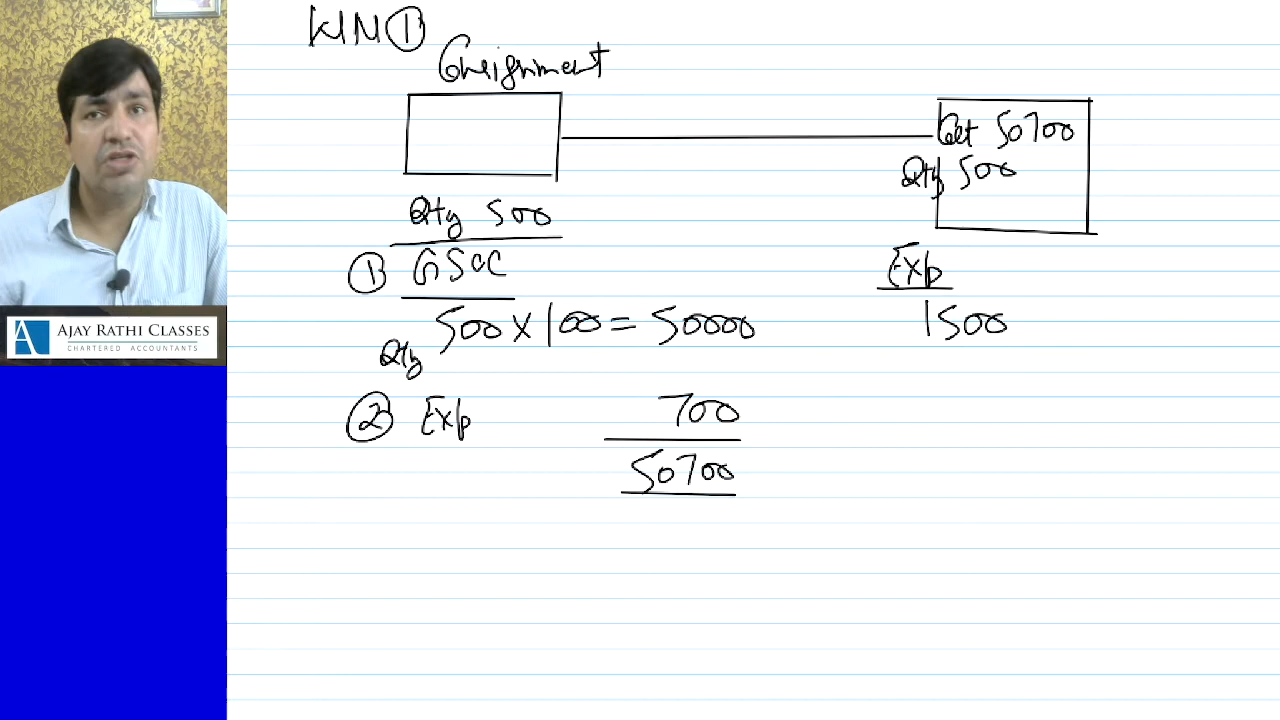 WN ①
Consignment
Cost 50700
Qty 500
Qty 500
① GSOC
Exp
500 x 100 = 50000
1500
Qty
② Exp 700
50700
AJAY RATHI CLASSES
CHARTERED ACCOUNTANTS